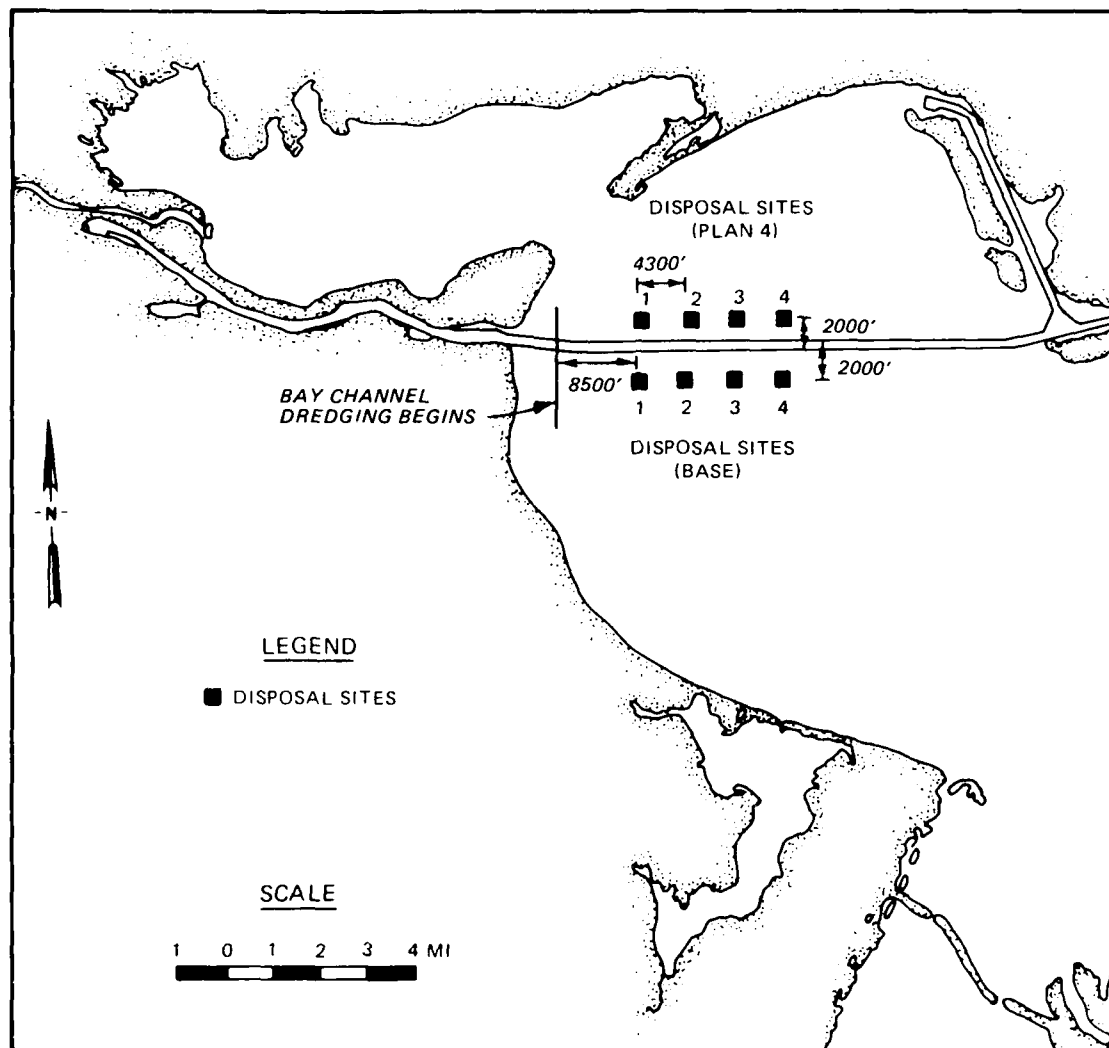 DISPOSAL SITES
(PLAN 4)
4300'
1 2 3 4
2000'
8500'
2000'
BAY CHANNEL
DREDGING BEGINS
1 2 3 4
DISPOSAL SITES
(BASE)
N
LEGEND
DISPOSAL SITES
SCALE
1 0 1 2 3 4 MI